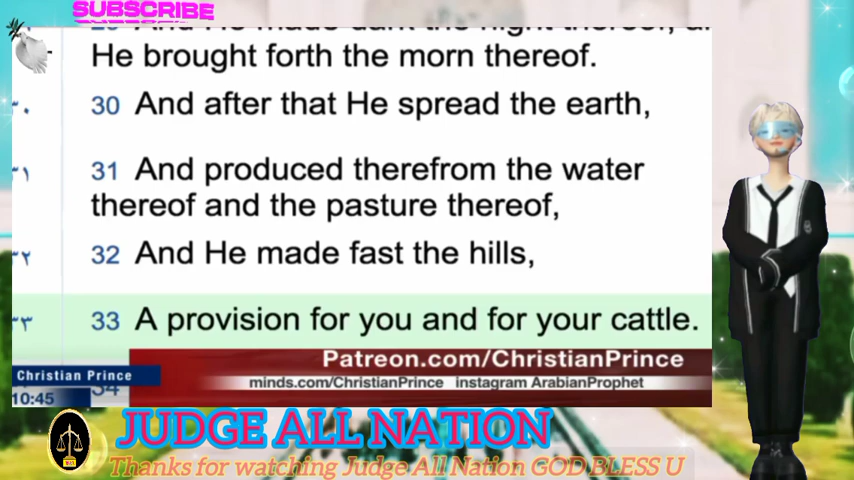 SUBSCRIBE
He brought forth the morn thereof.
٣٠
30 And after that He spread the earth,
٣١
31 And produced therefrom the water
thereof and the pasture thereof,
٣٢
32 And He made fast the hills,
٣٣
33 A provision for you and for your cattle.
Patreon.com/ChristianPrince
Christian Prince
minds.com/ChristianPrince instagram ArabianProphet
10:45
34
JUDGE ALL NATION
Thanks for watching Judge All Nation GOD BLESS U